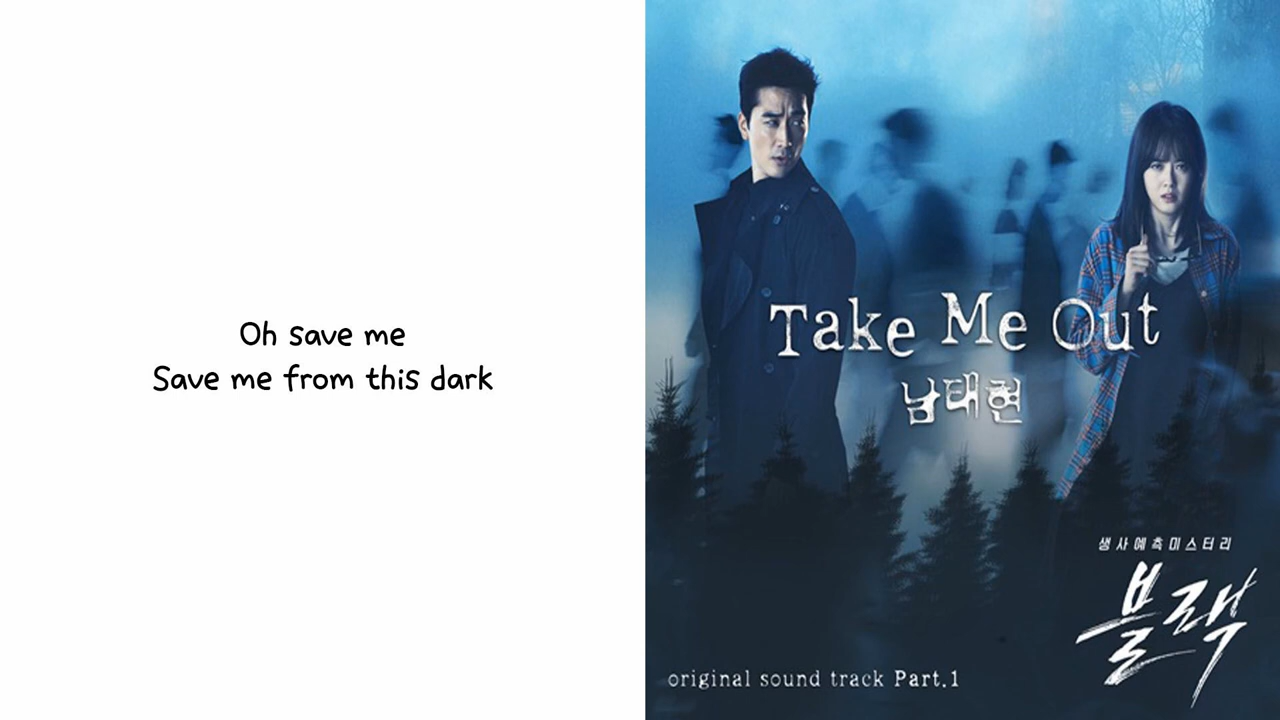 Oh save me
Save me from this dark
Take Me Out
남태현
생사예측미스터리
블랙
original sound track Part.1